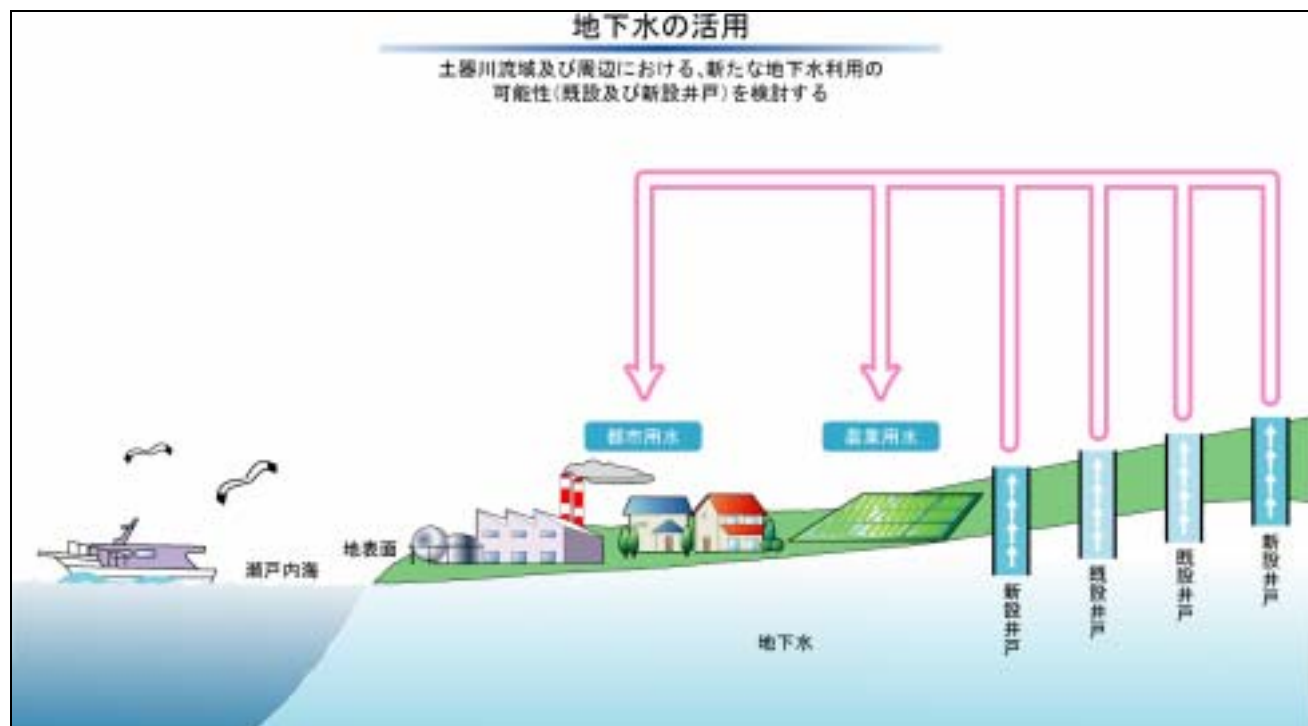 地下水の活用
土器川流域及び周辺における、新たな地下水利用の
可能性(既設及び新設井戸)を検討する
都市用水
農業用水
地表面
瀬戸内海
新設井戸
既設井戸
既設井戸
新設井戸
地下水